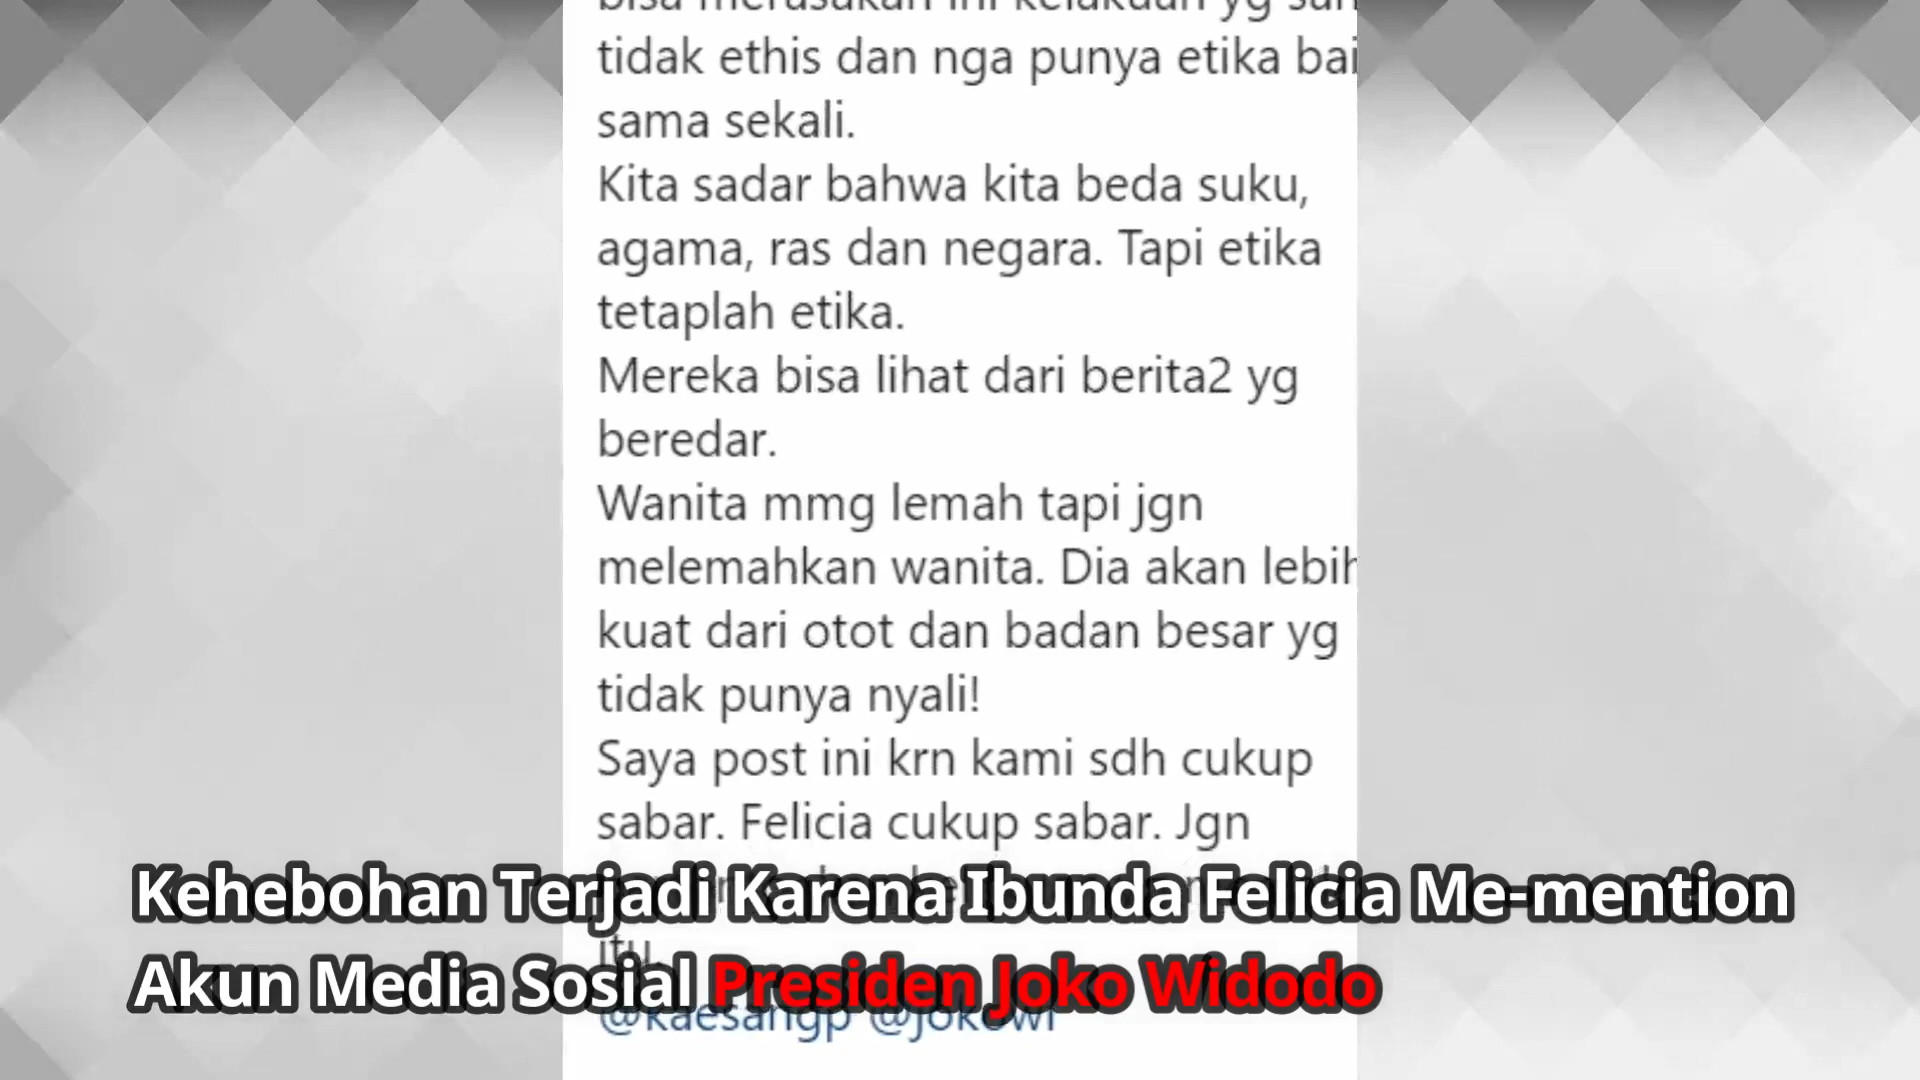 tidak ethis dan nga punya etika
sama sekali.
Kita sadar bahwa kita beda suku,
agama, ras dan negara. Tapi etika
tetaplah etika.
Mereka bisa lihat dari berita2 yg
beredar.
Wanita mmg lemah tapi jgn
melemahkan wanita. Dia akan lebih
kuat dari otot dan badan besar yg
tidak punya nyali!
Saya post ini krn kami sdh cukup
sabar. Felicia cukup sabar. Jgn
Kehebohan Terjadi Karena Ibunda Felicia Me-mention
itu.
Akun Media Sosial Presiden Joko Widodo
@kaesangp @jokowi